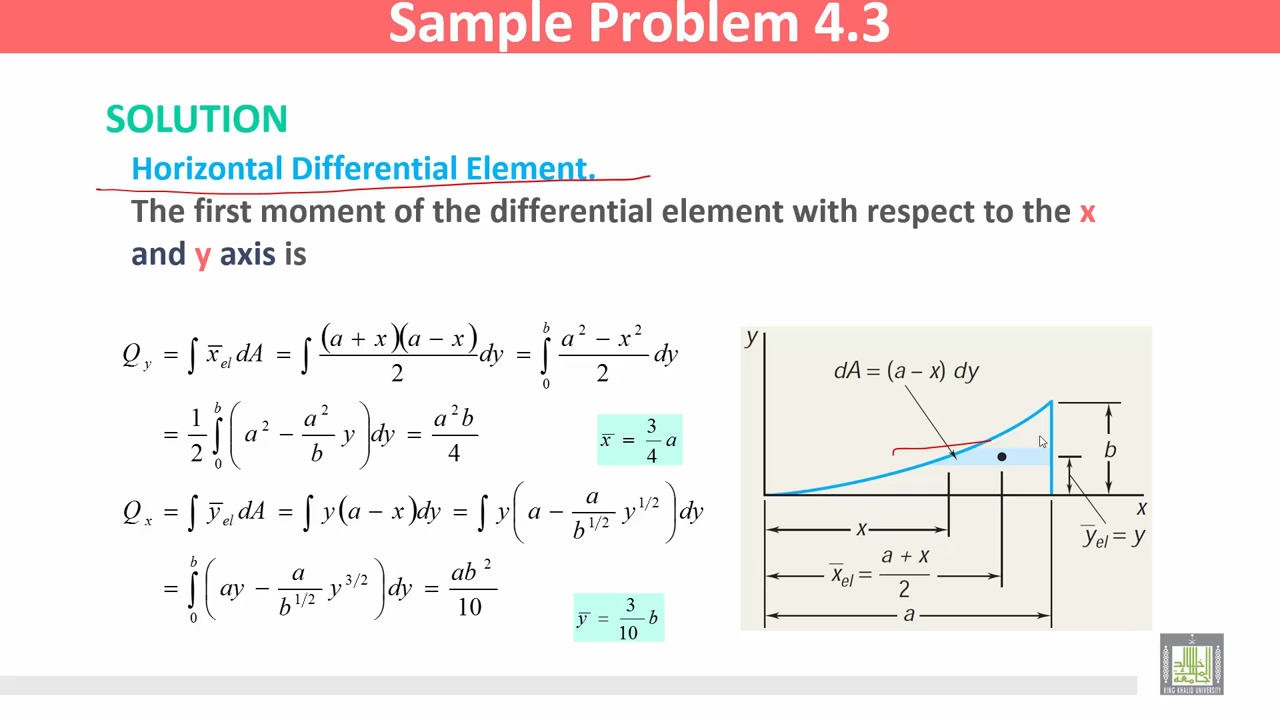 Sample Problem 4.3
SOLUTION
Horizontal Differential Element.
The first moment of the differential element with respect to the x
and y axis is
Q_y = ∫ x̄_el dA = ∫ (a + x)(a − x)/2 dy = ∫_0^b (a² − x²)/2 dy
= 1/2 ∫_0^b (a² − a²/b y) dy = a²b/4
x̄ = 3/4 a
Q_x = ∫ ȳ_el dA = ∫ y(a − x)dy = ∫ y(a − a/b^{1/2} y^{1/2}) dy
= ∫_0^b (ay − a/b^{1/2} y^{3/2}) dy = ab²/10
ȳ = 3/10 b
y
dA = (a – x) dy
b
x
x
ȳ_el = y
x̄_el = (a + x)/2
a
KING KHALID UNIVERSITY